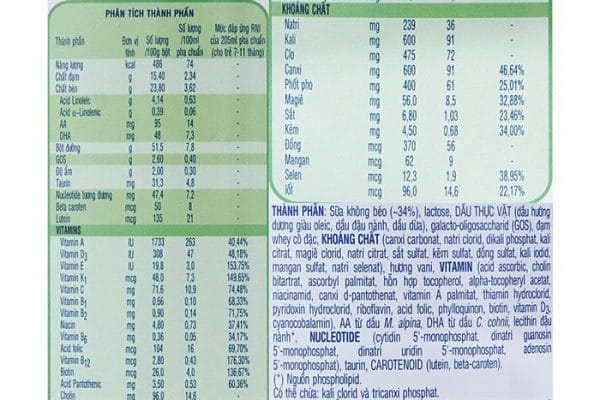 PHÂN TÍCH THÀNH PHẦN
Thành phần Đơn vị tính Số lượng /100g bột Số lượng /100ml pha chuẩn Mức đáp ứng RNI của 205ml pha chuẩn (cho trẻ 7-11 tháng)
Năng lượng kcal 486 74 -
Chất đạm g 15,40 2,34 -
Chất béo g 23,80 3,62 -
Acid Linoleic g 4,14 0,63 -
Acid α-Linolenic g 0,39 0,06 -
AA mg 95 14 -
DHA mg 48 7,3 -
Bột đường g 51,5 7,8 -
GOS g 2,60 0,40 -
Độ ẩm g 2,00 0,30 -
Taurin mg 31,3 4,8 -
Nucleotide tương đương mg 47,4 7,2 -
Beta caroten mcg 50 8 -
Lutein mcg 135 21 -
VITAMINS
Vitamin A IU 1733 263 40,44%
Vitamin D3 IU 308 47 48,18%
Vitamin E IU 19,8 3,0 153,75%
Vitamin K1 mcg 48,0 7,3 149,65%
Vitamin C mg 71,6 10,9 74,48%
Vitamin B1 mg 0,66 0,10 68,33%
Vitamin B2 mg 0,90 0,14 71,75%
Niacin mg 4,80 0,73 37,41%
Vitamin B6 mg 0,36 0,05 34,17%
Acid folic mcg 104 16 69,70%
Vitamin B12 mcg 2,80 0,43 176,30%
Biotin mcg 26,0 4,0 136,67%
Acid Pantothenic mg 3,50 0,53 60,36%
Cholin mg 96,0 14,6
KHOÁNG CHẤT
Natri mg 239 36 -
Kali mg 600 91 -
Clo mg 475 72 -
Canxi mg 600 91 46,64%
Phốt pho mg 400 61 25,01%
Magiê mg 56,0 8,5 32,88%
Sắt mg 6,80 1,03 23,46%
Kẽm mg 4,50 0,68 34,00%
Đồng mcg 370 56 -
Mangan mcg 62 9 -
Selen mcg 12,3 1,9 38,95%
Iốt mcg 96,0 14,6 22,17%
THÀNH PHẦN: Sữa không béo (~34%), lactose, DẦU THỰC VẬT (dầu hướng
dương giàu oleic, dầu đậu nành, dầu dừa), galacto-oligosaccharid (GOS), đạm
whey cô đặc, KHOÁNG CHẤT (canxi carbonat, natri clorid, dikali phosphat, kali
citrat, magiê clorid, natri citrat, sắt sulfat, kẽm sulfat, đồng sulfat, kali iodid,
mangan sulfat, natri selenat), hương vani, VITAMIN (acid ascorbic, cholin
bitartrat, ascorbyl palmitat, hỗn hợp tocopherol, alpha-tocopheryl acetat,
niacinamid, canxi d-pantothenat, vitamin A palmitat, thiamin hydroclorid,
pyridoxin hydroclorid, riboflavin, acid folic, phylloquinon, biotin, vitamin D3,
cyanocobalamin), AA từ dầu M. alpina, DHA từ dầu C. cohnii, lecithin đậu
nành*, NUCLEOTIDE (cytidin 5'-monophosphat, dinatri guanosin
5'-monophosphat, dinatri uridin 5'-monophosphat, adenosin
5'-monophosphat), taurin, CAROTENOID (lutein, beta-caroten).
(*) Nguồn phospholipid.
Có thể chứa: kali clorid và tricanxi phosphat.